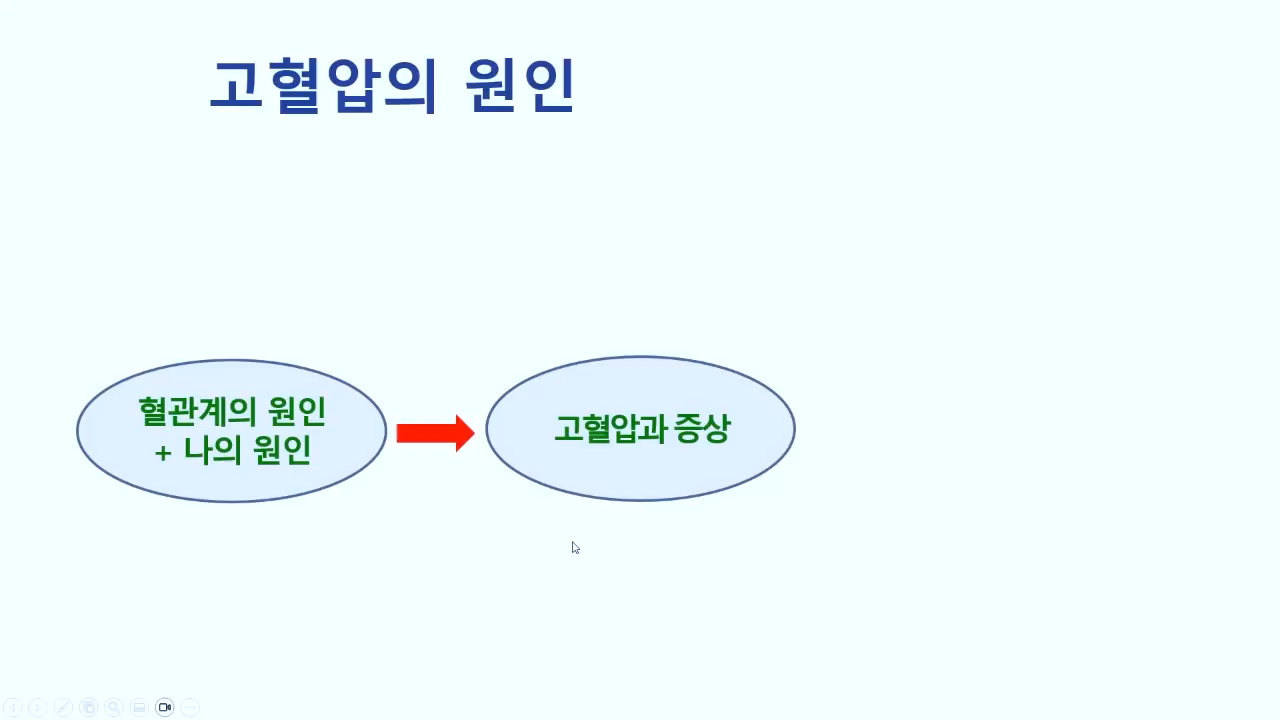 고혈압의 원인
혈관계의 원인
+ 나의 원인
고혈압과 증상